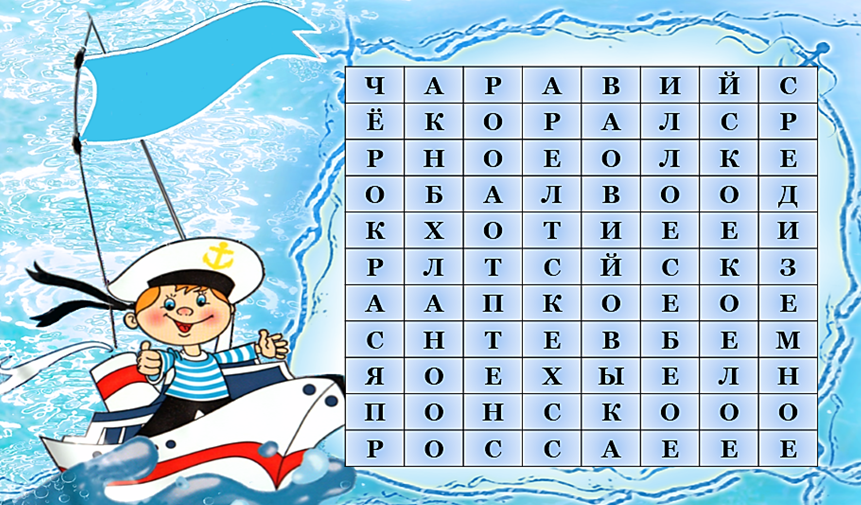 Ч А Р А В И Й С
Ё К О Р А Л С Р
Р Н О Е О Л К Е
О Б А Л В О О Д
К Х О Т И Е Е И
Р Л Т С Й С К З
А А П К О Е О Е
С Н Т Е В Б Е М
Я О Е Х Ы Е Л Н
П О Н С К О О О
Р О С С А Е Е Е